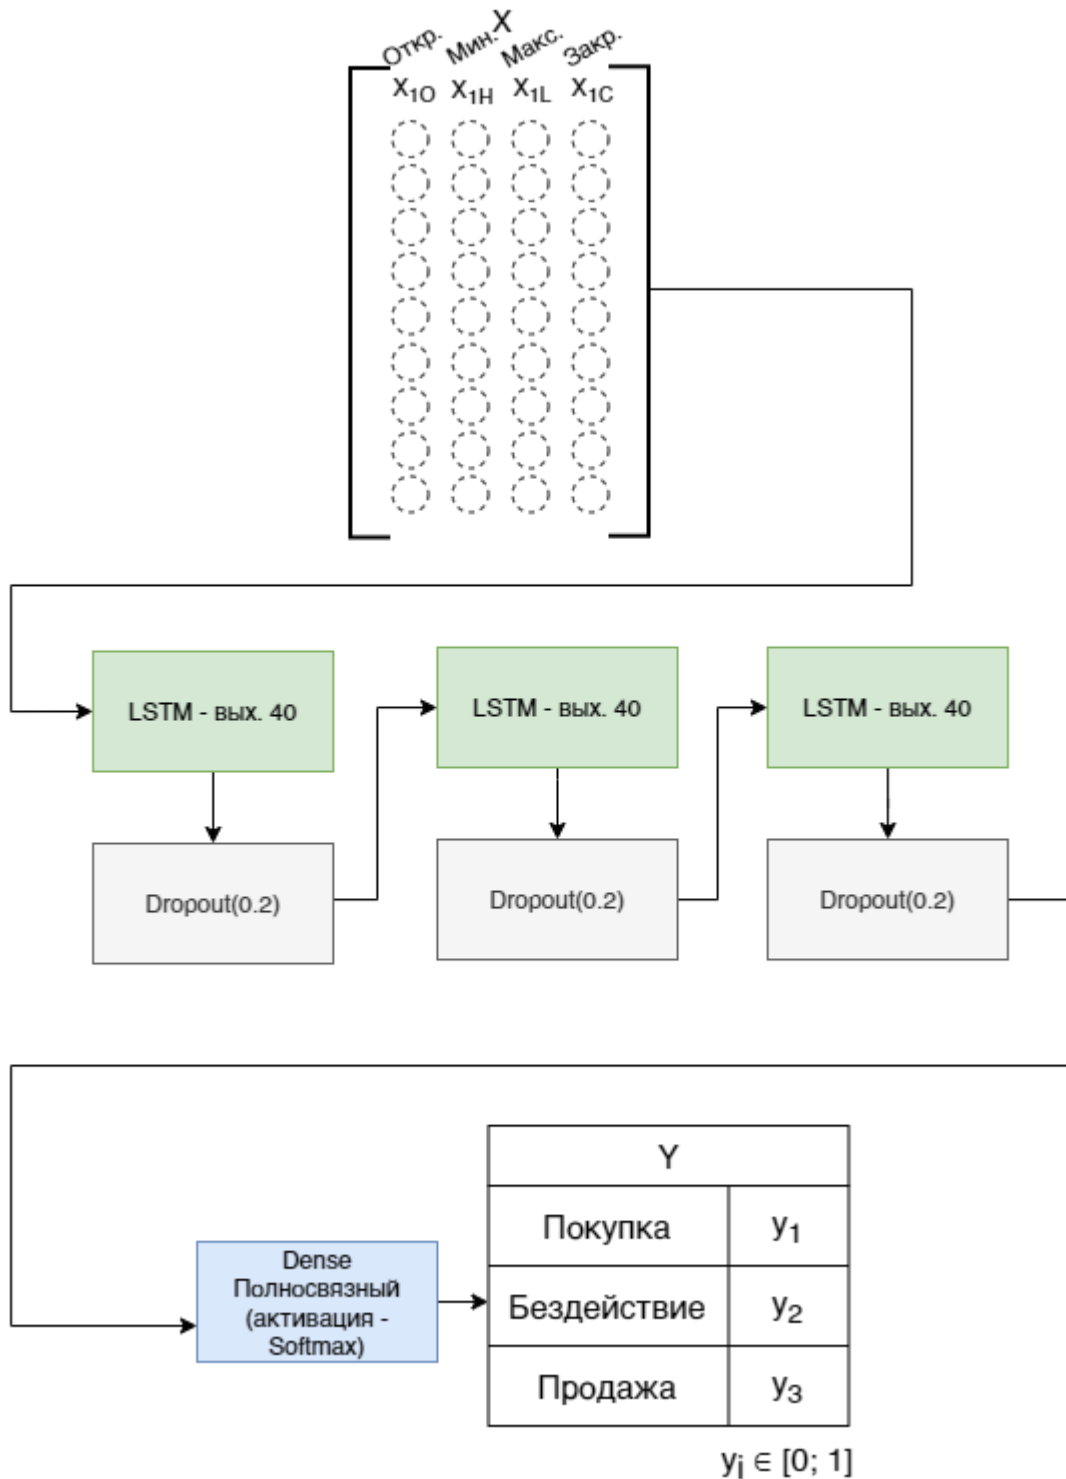 X
Откр. Мин. Макс. Закр.
X1O X1H X1L X1C
LSTM - вых. 40
LSTM - вых. 40
LSTM - вых. 40
Dropout(0.2)
Dropout(0.2)
Dropout(0.2)
Dense
Полносвязный
(активация -
Softmax)
Y
Покупка y1
Бездействие y2
Продажа y3
yi ∈ [0; 1]